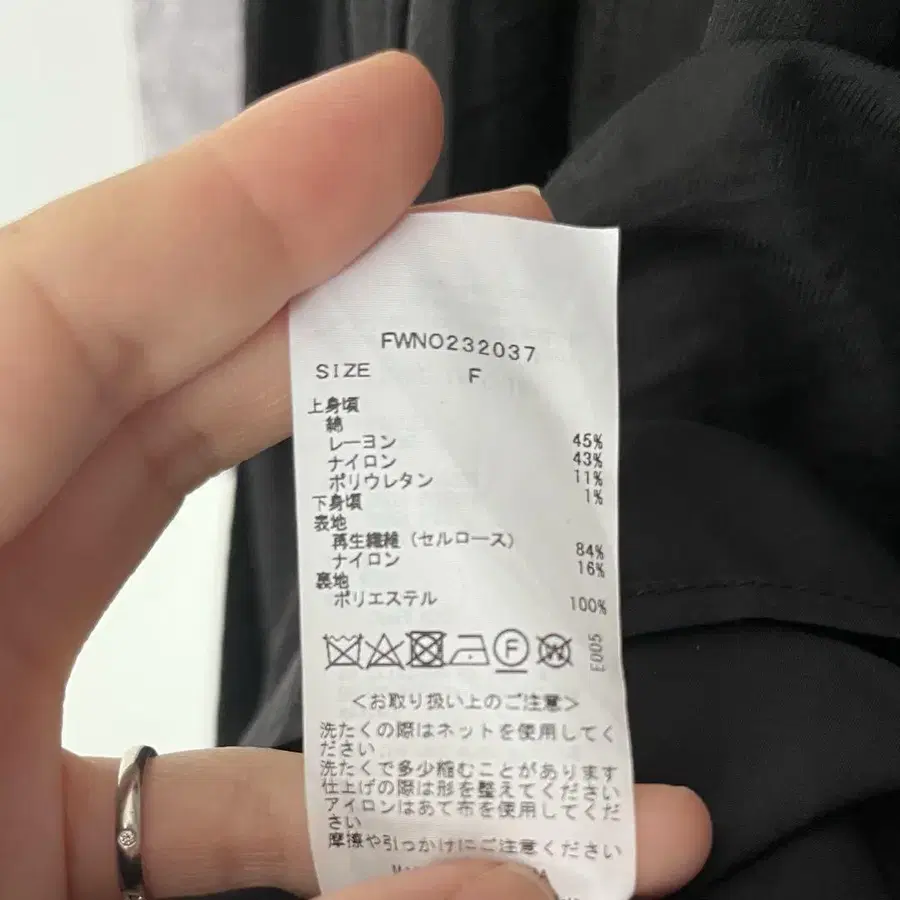 FWNO232037
SIZE F
上身頃
綿 45%
レーヨン 43%
ナイロン 11%
ポリウレタン 1%
下身頃
表地
再生繊維(セルロース) 84%
ナイロン 16%
裏地
ポリエステル 100%
F W E005
<お取り扱い上のご注意>
洗たくの際はネットを使用してく
ださい
洗たくで多少縮むことがあります
仕上げの際は形を整えてください
アイロンはあて布を使用してくだ
さい
摩擦や引っかけにご注意ください